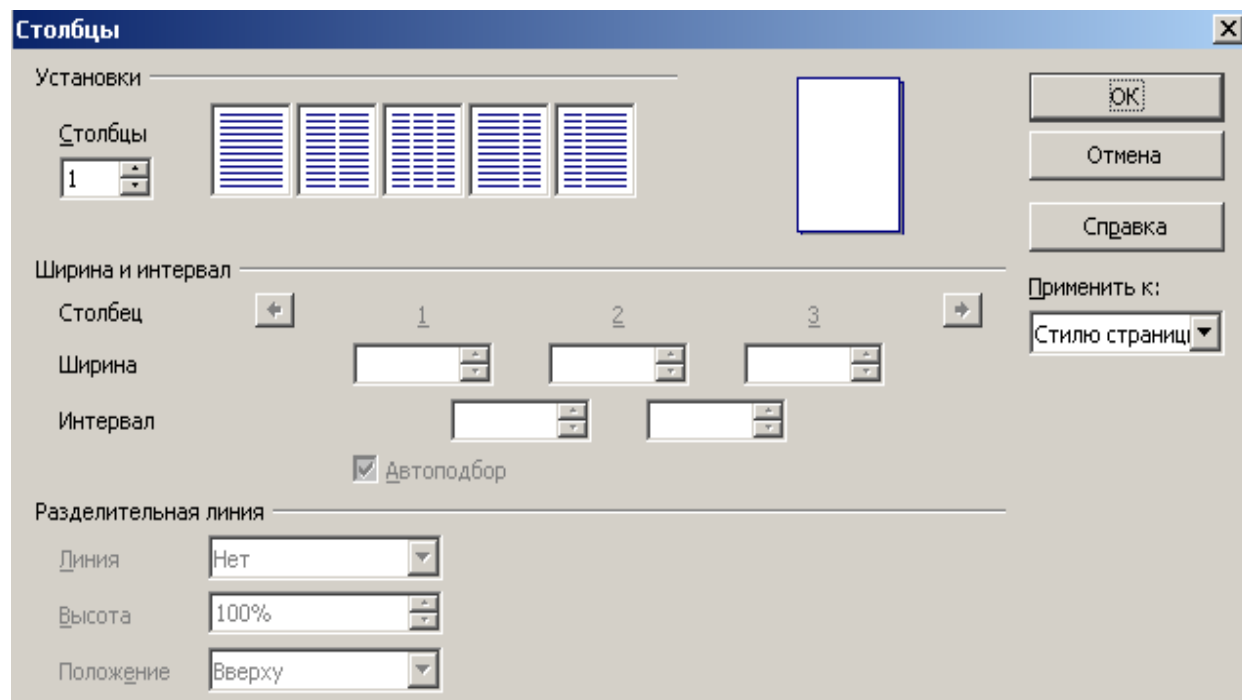 Столбцы
Установки
Столбцы
1
OK
Отмена
Справка
Применить к:
Стилю страниц
Ширина и интервал
Столбец
1 2 3
Ширина
Интервал
Автоподбор
Разделительная линия
Линия Нет
Высота 100%
Положение Вверху